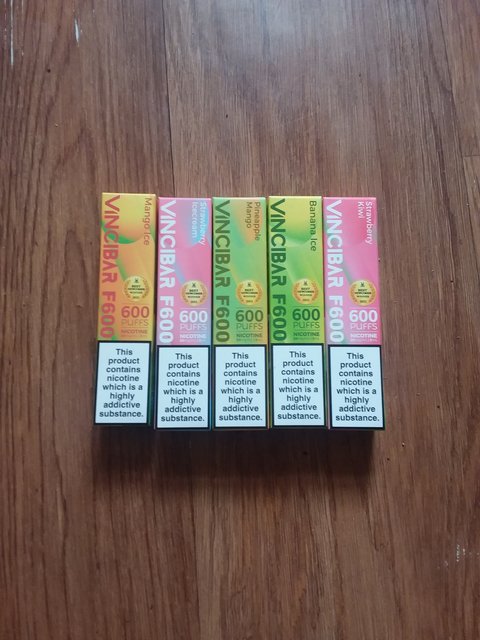 Mango Ice
VINCIBAR F600
600
PUFFS
NICOTINE
This
product
contains
nicotine
which is a
highly
addictive
substance.
Strawberry
Icecream
VINCIBAR F600
BEST
600
PUFFS
NICOTINE
This
product
contains
nicotine
which is a
highly
addictive
substance.
Pineapple
Mango
VINCIBAR F600
BEST
600
PUFFS
NICOTINE
This
product
contains
nicotine
which is a
highly
addictive
substance.
Banana Ice
VINCIBAR F600
BEST
600
PUFFS
NICOTINE
This
product
contains
nicotine
which is a
highly
addictive
substance.
Strawberry
Kiwi
VINCIBAR F600
BEST
600
PUFFS
NICOTINE
This
product
contains
nicotine
which is a
highly
addictive
substance.